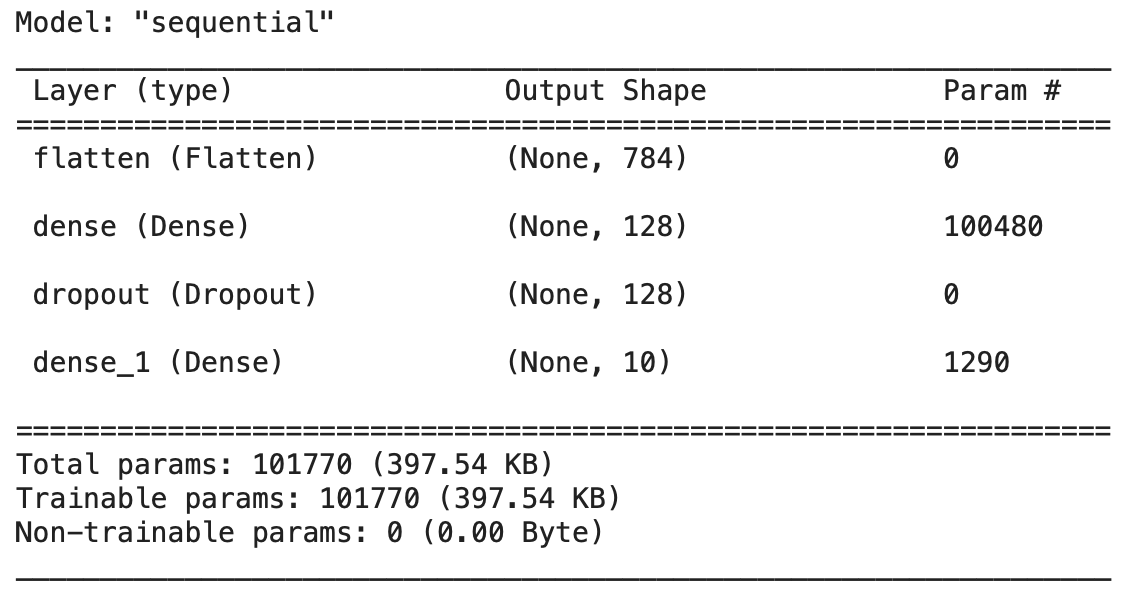 Model: "sequential"
_________________________________________________________________
Layer (type)                Output Shape              Param #
=================================================================
flatten (Flatten)           (None, 784)               0
dense (Dense)               (None, 128)               100480
dropout (Dropout)           (None, 128)               0
dense_1 (Dense)             (None, 10)                1290
=================================================================
Total params: 101770 (397.54 KB)
Trainable params: 101770 (397.54 KB)
Non-trainable params: 0 (0.00 Byte)
_________________________________________________________________